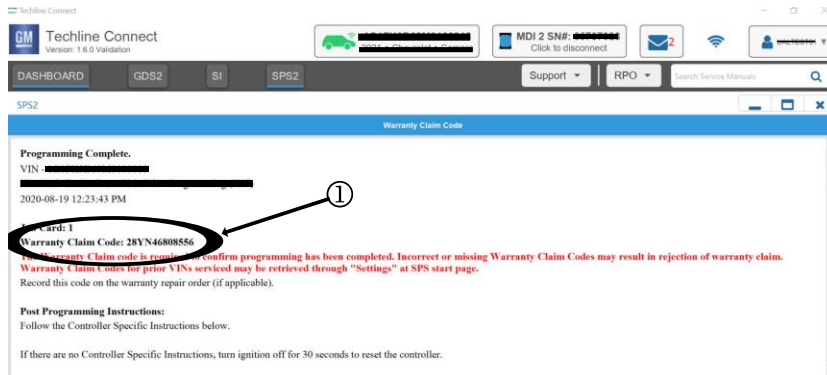 Techline Connect
GM Techline Connect
Version: 1.6.0 Validation
MDI 2 SN#:
Click to disconnect
2
DASHBOARD GDS2 SI SPS2 Support RPO Search Service Manuals
SPS2
Warranty Claim Code
Programming Complete.
VIN -
2020-08-19 12:23:43 PM
①
Card: 1
Warranty Claim Code: 28YN46808556
Warranty Claim code is required to confirm programming has been completed. Incorrect or missing Warranty Claim Codes may result in rejection of warranty claim.
Warranty Claim Codes for prior VINs serviced may be retrieved through "Settings" at SPS start page.
Record this code on the warranty repair order (if applicable).
Post Programming Instructions:
Follow the Controller Specific Instructions below.
If there are no Controller Specific Instructions, turn ignition off for 30 seconds to reset the controller.